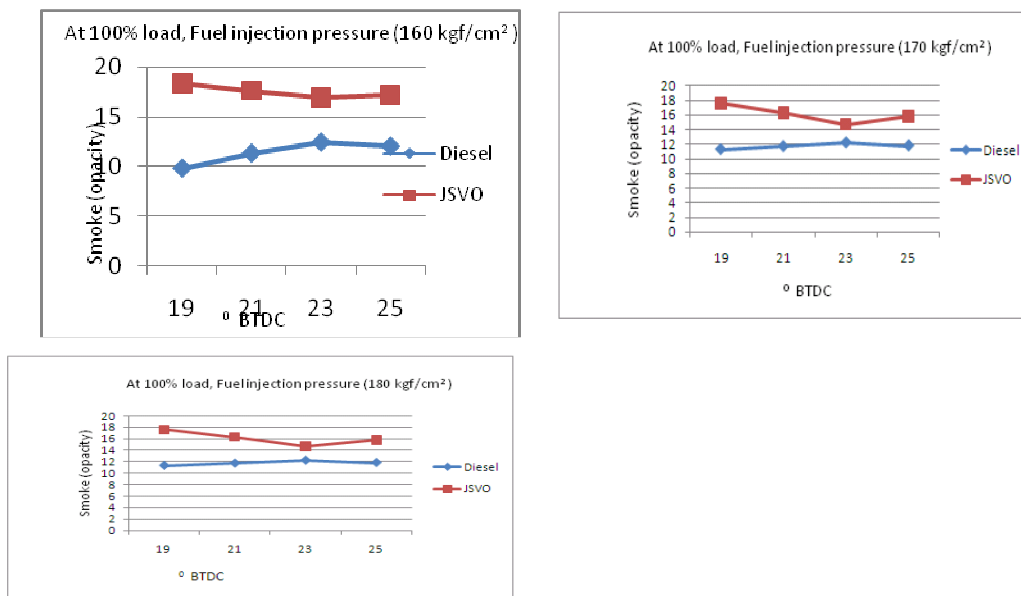 At 100% load, Fuel injection pressure (160 kgf/cm²)
20
15
10
5
0
Smoke (opacity)
19 21 23 25
° BTDC
Diesel
JSVO
At 100% load, Fuel injection pressure (170 kgf/cm²)
20
18
16
14
12
10
8
6
4
2
0
Smoke (opacity)
19 21 23 25
° BTDC
Diesel
JSVO
At 100% load, Fuel injection pressure (180 kgf/cm²)
20
18
16
14
12
10
8
6
4
2
0
Smoke (opacity)
19 21 23 25
° BTDC
Diesel
JSVO